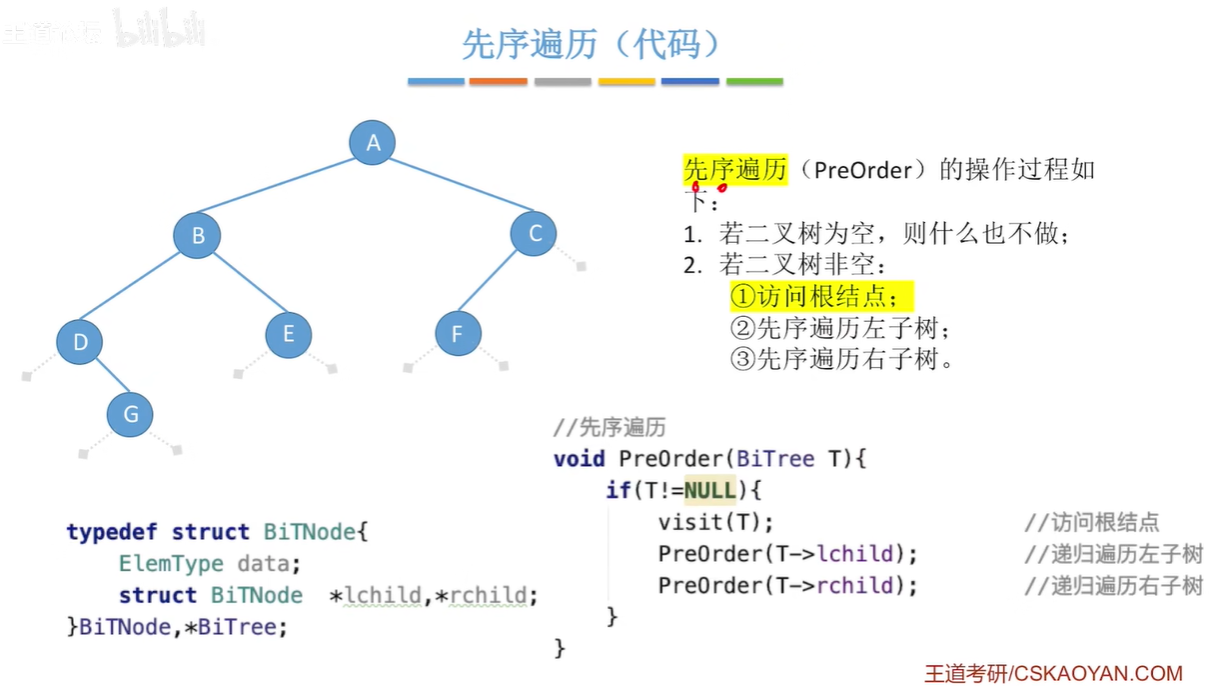 王道论坛 bilibili
先序遍历（代码）
A
B
C
D
E
F
G
先序遍历（PreOrder）的操作过程如
下：
1. 若二叉树为空，则什么也不做；
2. 若二叉树非空：
①访问根结点；
②先序遍历左子树；
③先序遍历右子树。
typedef struct BiTNode{
ElemType data;
struct BiTNode *lchild,*rchild;
}BiTNode,*BiTree;
//先序遍历
void PreOrder(BiTree T){
if(T!=NULL){
visit(T); //访问根结点
PreOrder(T->lchild); //递归遍历左子树
PreOrder(T->rchild); //递归遍历右子树
}
}
王道考研/CSKAOYAN.COM